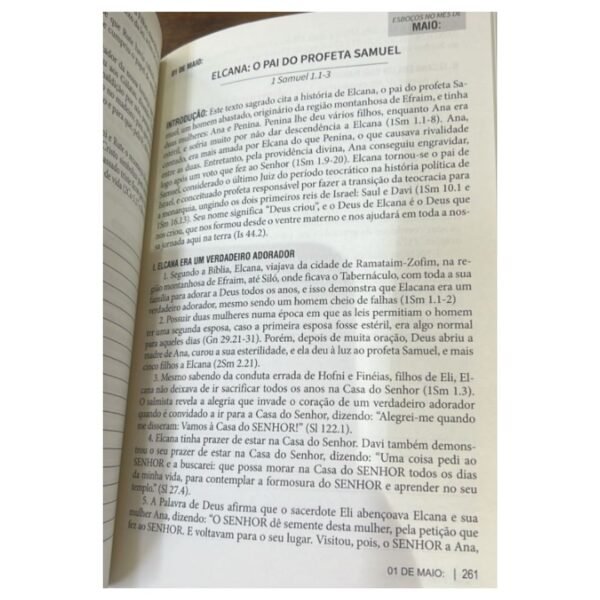 ESBOÇOS NO MÊS DE
MAIO:
01 DE MAIO:
ELCANA: O PAI DO PROFETA SAMUEL
1 Samuel 1.1-3
INTRODUÇÃO: Este texto sagrado cita a história de Elcana, o pai do profeta Sa-
muel, um homem abastado, originário da região montanhosa de Efraim, e tinha
duas mulheres: Ana e Penina. Penina lhe deu vários filhos, enquanto Ana era
estéril, e sofria muito por não dar descendência a Elcana (1Sm 1.1-8). Ana,
contudo, era mais amada por Elcana do que Penina, o que causava rivalidade
entre as duas. Entretanto, pela providência divina, Ana conseguiu engravidar,
logo após um voto que fez ao Senhor (1Sm 1.9-20). Elcana tornou-se o pai de
Samuel, considerado o último Juiz do período teocrático na história política de
Israel, e conceituado profeta responsável por fazer a transição da teocracia para
a monarquia, ungindo os dois primeiros reis de Israel: Saul e Davi (1Sm 10.1 e
1Sm 16.13). Seu nome significa “Deus criou”, e o Deus de Elcana é o Deus que
nos criou, que nos formou desde o ventre materno e nos ajudará em toda a nos-
sa jornada aqui na terra (Is 44.2).
I. ELCANA ERA UM VERDADEIRO ADORADOR
1. Segundo a Bíblia, Elcana, viajava da cidade de Ramataim-Zofim, na re-
gião montanhosa de Efraim, até Siló, onde ficava o Tabernáculo, com toda a sua
família para adorar a Deus todos os anos, e isso demonstra que Elacana era um
verdadeiro adorador, mesmo sendo um homem cheio de falhas (1Sm 1.1-2)
2. Possuir duas mulheres numa época em que as leis permitiam o homem
ter uma segunda esposa, caso a primeira esposa fosse estéril, era algo normal
para aqueles dias (Gn 29.21-31). Porém, depois de muita oração, Deus abriu a
madre de Ana, curou a sua esterilidade, e ela deu à luz ao profeta Samuel, e mais
cinco filhos a Elcana (2Sm 2.21).
3. Mesmo sabendo da conduta errada de Hofni e Finéias, filhos de Eli, El-
cana não deixava de ir sacrificar todos os anos na Casa do Senhor (1Sm 1.3).
O salmista revela a alegria que invade o coração de um verdadeiro adorador
quando é convidado a ir para a Casa do Senhor, dizendo: “Alegrei-me quando
me disseram: Vamos à Casa do SENHOR!” (Sl 122.1).
4. Elcana tinha prazer de estar na Casa do Senhor. Davi também demons-
trou o seu prazer de estar na Casa do Senhor, dizendo: “Uma coisa pedi ao
SENHOR e a buscarei: que possa morar na Casa do SENHOR todos os dias
da minha vida, para contemplar a formosura do SENHOR e aprender no seu
templo.” (Sl 27.4).
5. A Palavra de Deus afirma que o sacerdote Eli abençoava Elcana e sua
mulher Ana, dizendo: “O SENHOR dê semente desta mulher, pela petição que
fez ao SENHOR. E voltavam para o seu lugar. Visitou, pois, o SENHOR a Ana,
01 DE MAIO: | 261